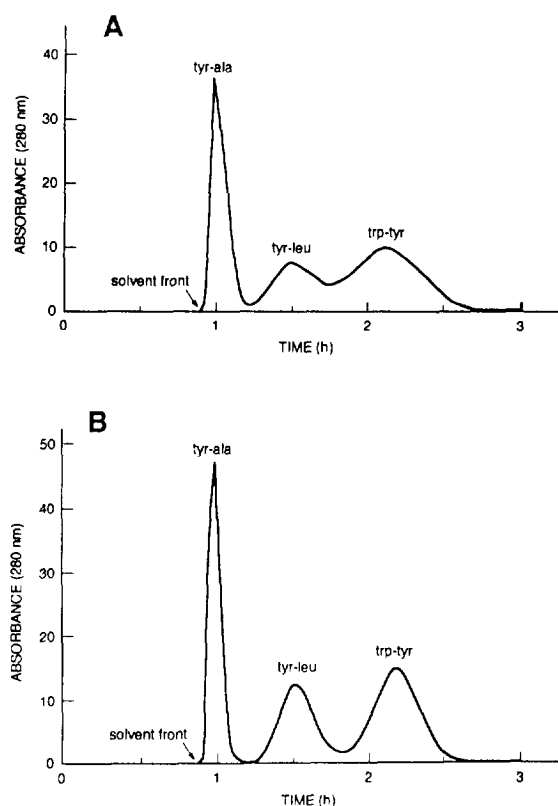 A
ABSORBANCE (280 nm)
40
30
20
10
0
tyr-ala
tyr-leu
trp-tyr
solvent front
0
1
2
3
TIME (h)
B
ABSORBANCE (280 nm)
50
40
30
20
10
0
tyr-ala
tyr-leu
trp-tyr
solvent front
0
1
2
3
TIME (h)